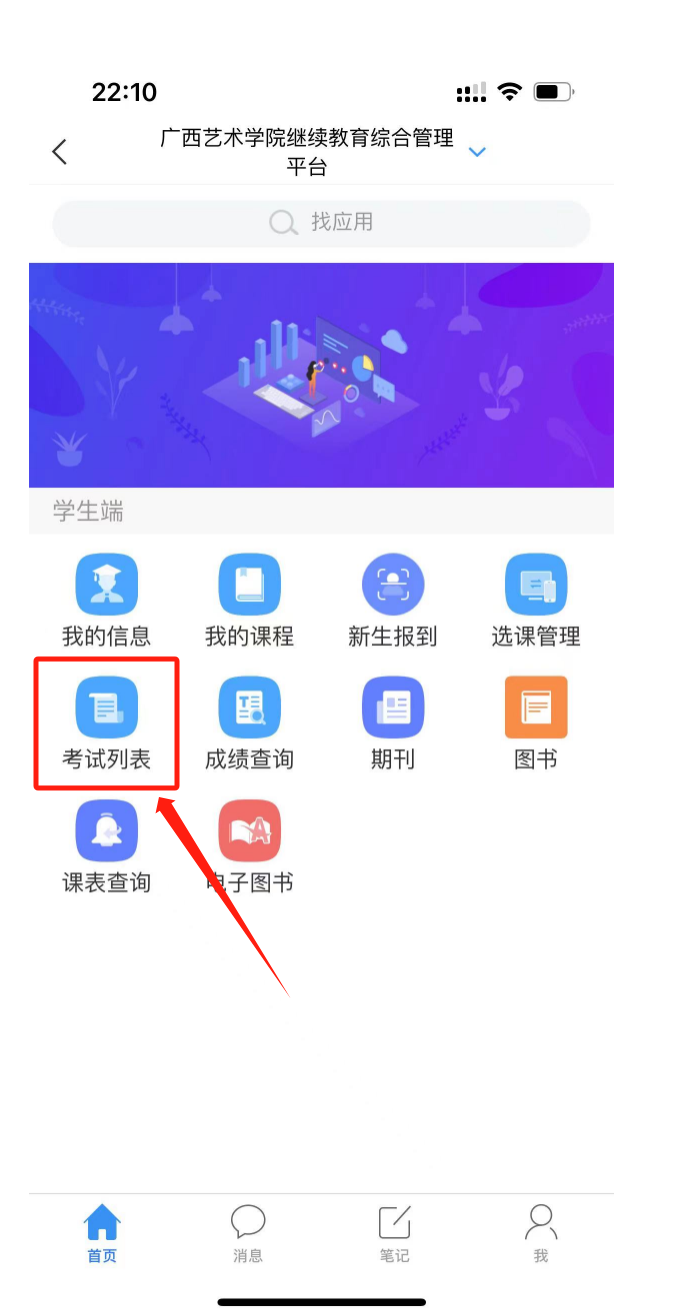 22:10
广西艺术学院继续教育综合管理
平台
找应用
学生端
我的信息 我的课程 新生报到 选课管理
考试列表 成绩查询 期刊 图书
课表查询 电子图书
首页 消息 笔记 我